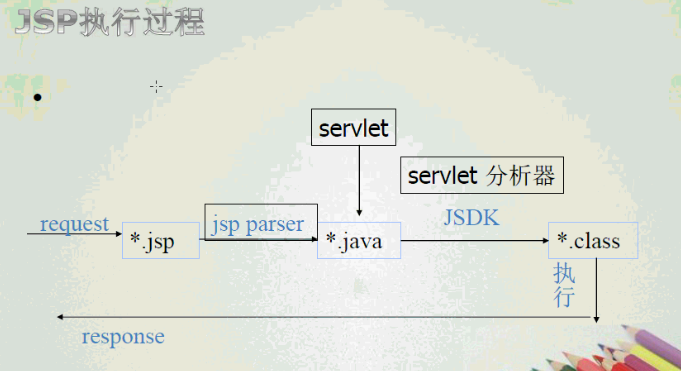 JSP执行过程
servlet
servlet 分析器
request
*.jsp
jsp parser
*.java
JSDK
*.class
执
行
response